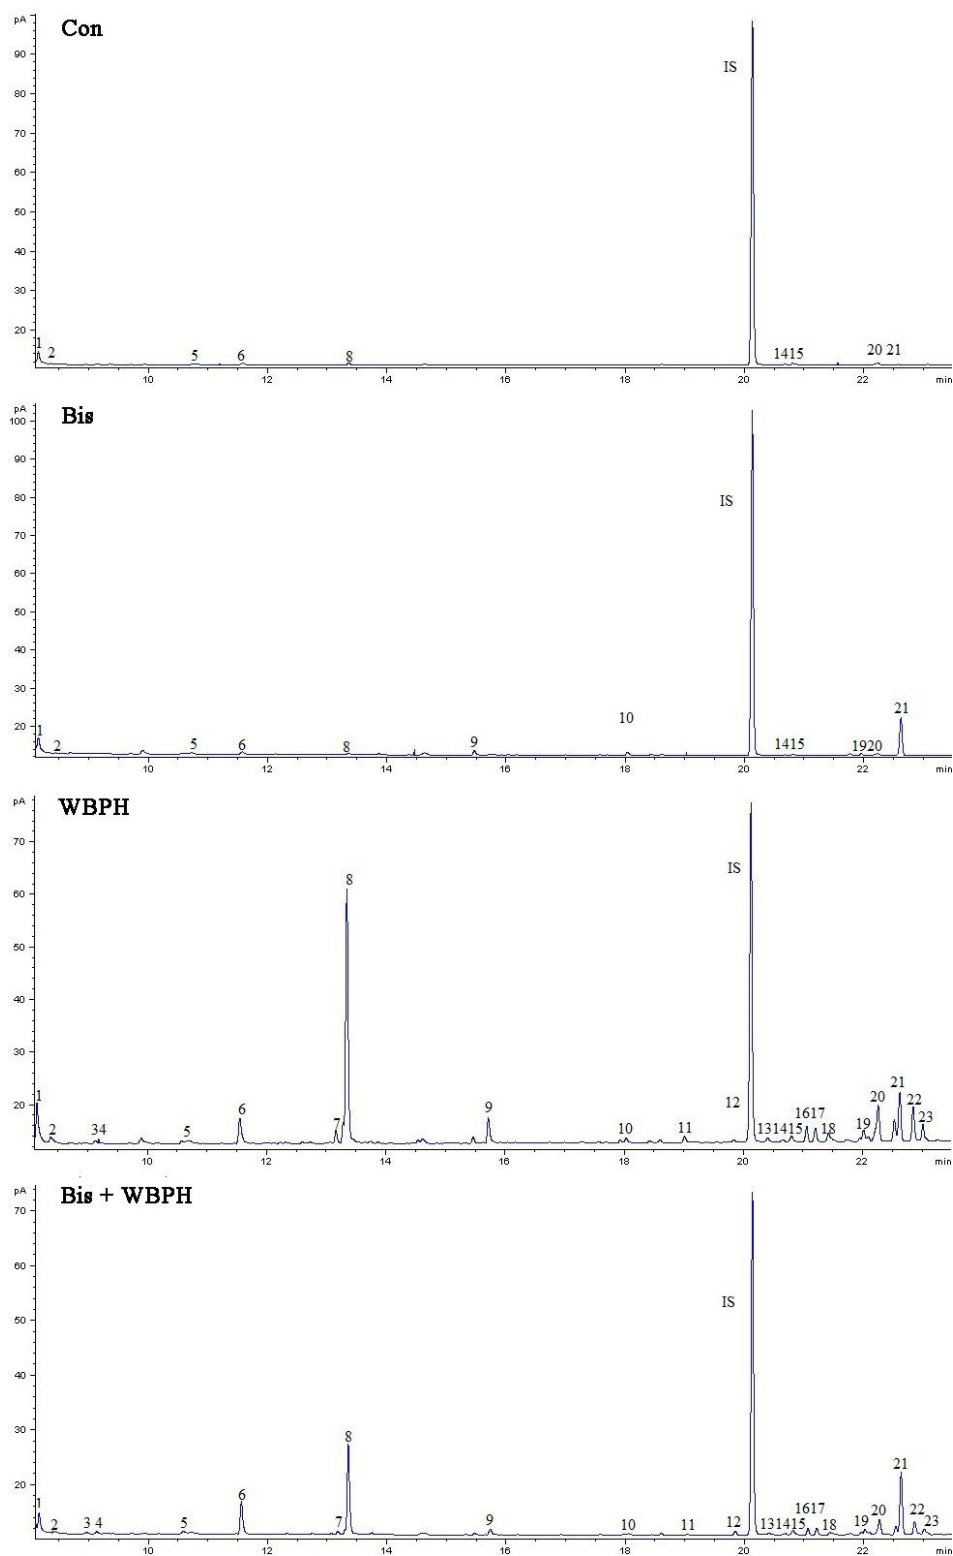 pA
Con
90
IS
80
70
60
50
40
30
20
1 2 5 6 8 1415 20 21
10 12 14 16 18 20 22 min
pA
Bis
100
90
80
IS
70
60
50
40
30
20
1 2 5 6 8 9 10 1415 1920 21
10 12 14 16 18 20 22 min
pA
WBPH
70
IS
8
60
50
40
30
20
1 2 34 5 6 7 9 10 11 12 131415 1617 18 19 20 21 22 23
10 12 14 16 18 20 22 min
pA
Bis + WBPH
70
60
IS
50
40
30
8
20
1 2 3 4 5 6 7 9 10 11 12 131415 1617 18 19 20 21 22 23
10 12 14 16 18 20 22 min